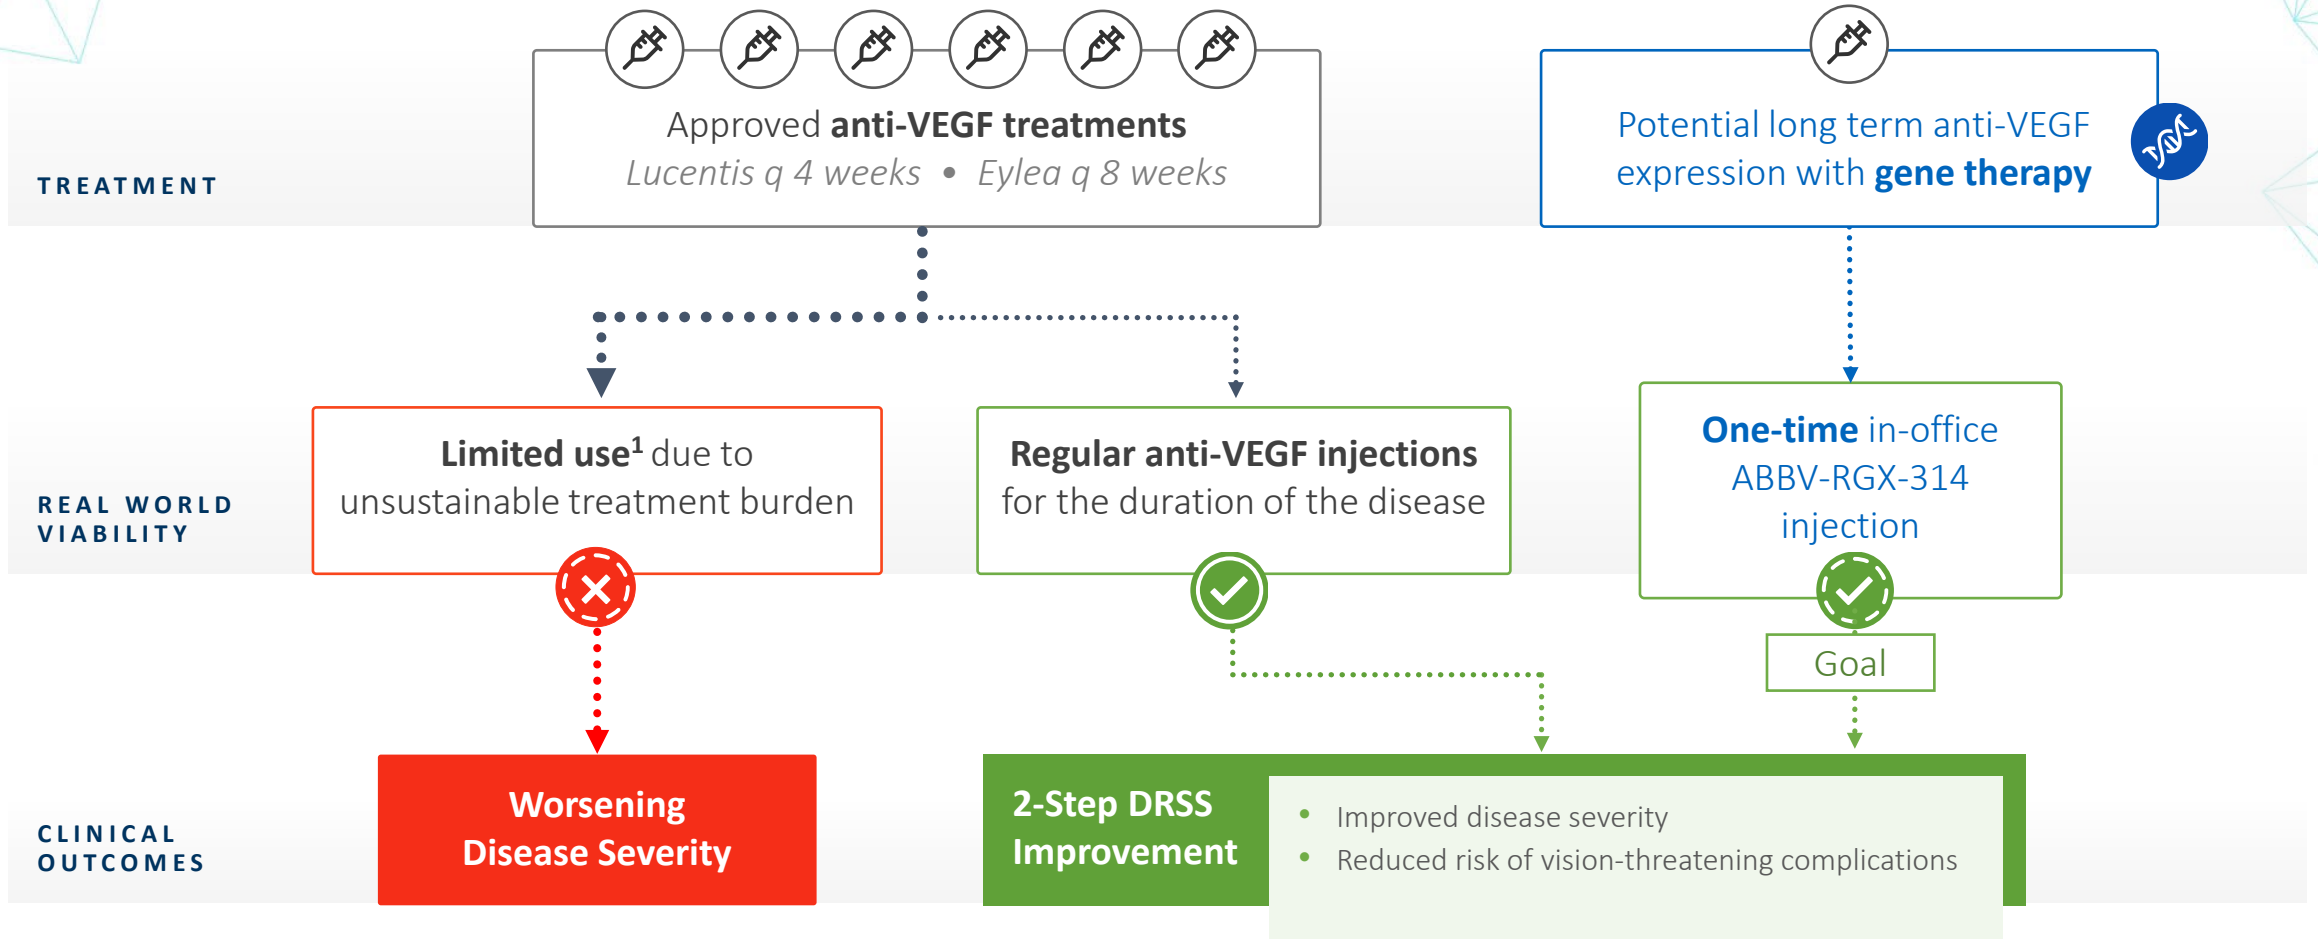 TREATMENT
Approved anti-VEGF treatments
Lucentis q 4 weeks • Eylea q 8 weeks
Potential long term anti-VEGF
expression with gene therapy
REAL WORLD
VIABILITY
Limited use¹ due to
unsustainable treatment burden
Regular anti-VEGF injections
for the duration of the disease
One-time in-office
ABBV-RGX-314
injection
Goal
CLINICAL
OUTCOMES
Worsening
Disease Severity
2-Step DRSS
Improvement
• Improved disease severity
• Reduced risk of vision-threatening complications